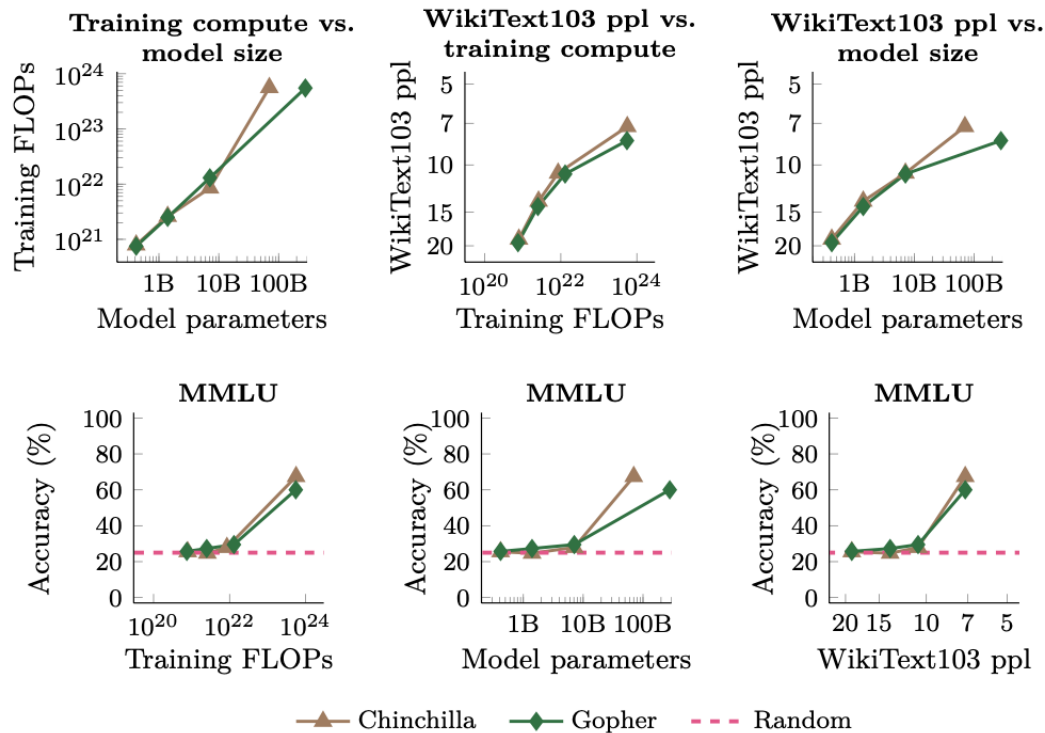 Training compute vs.
model size
Training FLOPs
10^24
10^23
10^22
10^21
1B 10B 100B
Model parameters
WikiText103 ppl vs.
training compute
WikiText103 ppl
5
7
10
15
20
10^20 10^22 10^24
Training FLOPs
WikiText103 ppl vs.
model size
WikiText103 ppl
5
7
10
15
20
1B 10B 100B
Model parameters
MMLU
Accuracy (%)
100
80
60
40
20
0
10^20 10^22 10^24
Training FLOPs
MMLU
Accuracy (%)
100
80
60
40
20
0
1B 10B 100B
Model parameters
MMLU
Accuracy (%)
100
80
60
40
20
0
20 15 10 7 5
WikiText103 ppl
Chinchilla Gopher Random